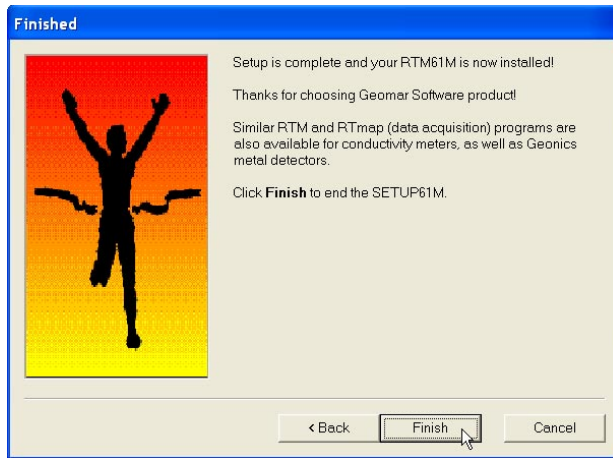 Finished
Setup is complete and your RTM61M is now installed!
Thanks for choosing Geomar Software product!
Similar RTM and RTmap (data acquisition) programs are
also available for conductivity meters, as well as Geonics
metal detectors.
Click Finish to end the SETUP61M.
< Back
Finish
Cancel